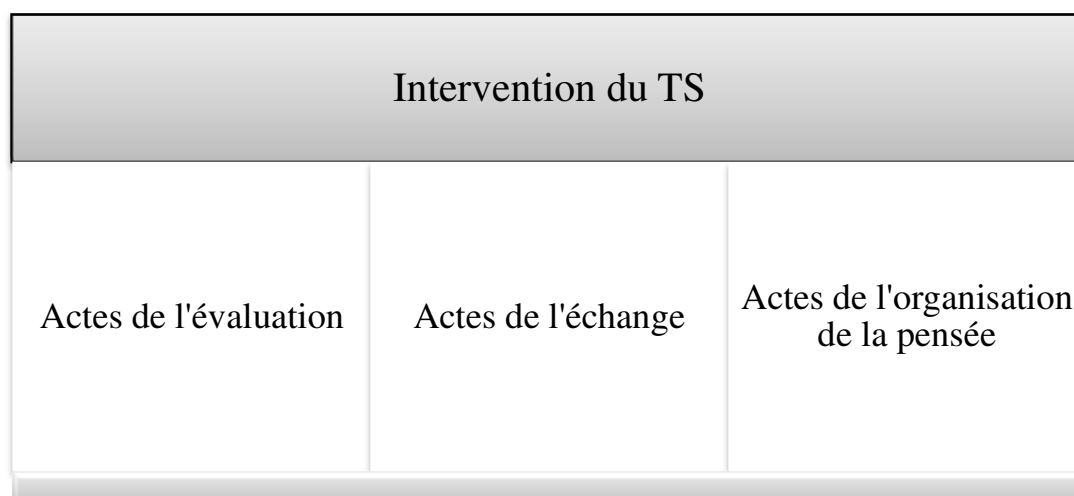 Intervention du TS
Actes de l'évaluation
Actes de l'échange
Actes de l'organisation
de la pensée